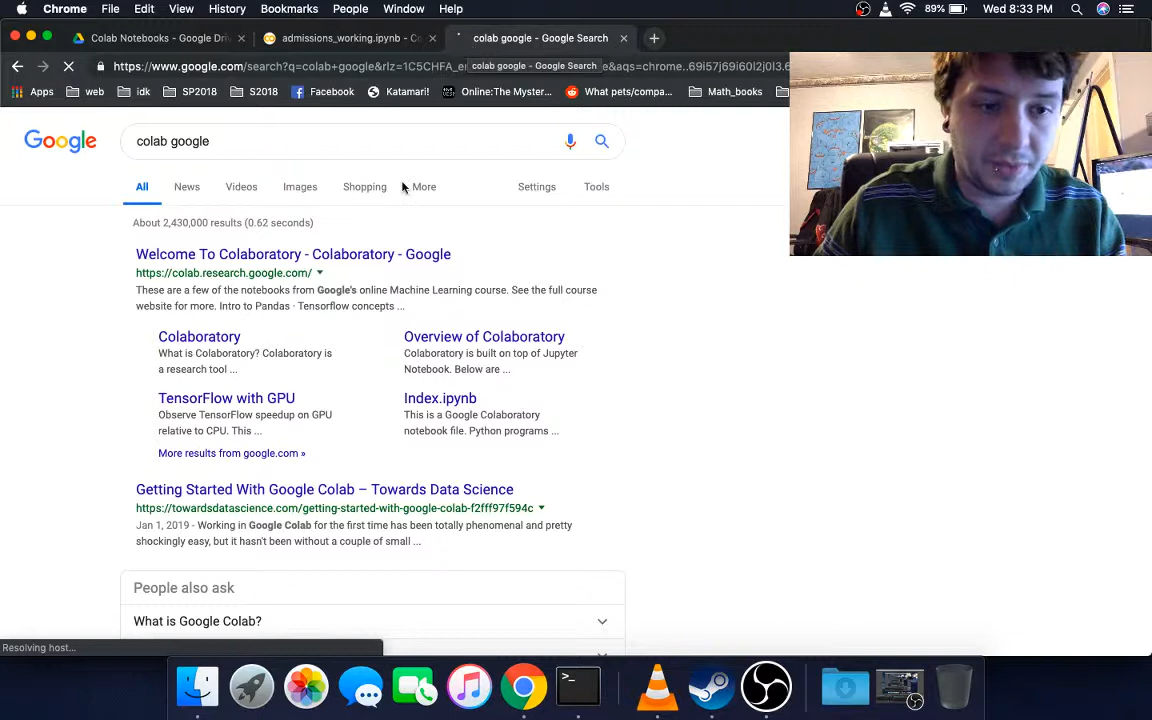 Chrome File Edit View History Bookmarks People Window Help 89% Wed 8:33 PM
Colab Notebooks - Google Dri admissions_working.ipynb - C colab google - Google Search
https://www.google.com/search?q=colab+google&rlz=1C5CHFA_e e&aqs=chrome..69i57j69i60l2j0l3.6
colab google - Google Search
Apps web idk SP2018 S2018 Facebook Katamari! Online:The Myster... What pets/compa... Math_books
Google colab google
All News Videos Images Shopping More Settings Tools
About 2,430,000 results (0.62 seconds)
Welcome To Colaboratory - Colaboratory - Google
https://colab.research.google.com/
These are a few of the notebooks from Google's online Machine Learning course. See the full course
website for more. Intro to Pandas · Tensorflow concepts ...
Colaboratory
What is Colaboratory? Colaboratory is
a research tool ...
Overview of Colaboratory
Colaboratory is built on top of Jupyter
Notebook. Below are ...
TensorFlow with GPU
Observe TensorFlow speedup on GPU
relative to CPU. This ...
Index.ipynb
This is a Google Colaboratory
notebook file. Python programs ...
More results from google.com »
Getting Started With Google Colab – Towards Data Science
https://towardsdatascience.com/getting-started-with-google-colab-f2fff97f594c
Jan 1, 2019 - Working in Google Colab for the first time has been totally phenomenal and pretty
shockingly easy, but it hasn't been without a couple of small ...
People also ask
What is Google Colab?
Resolving host...